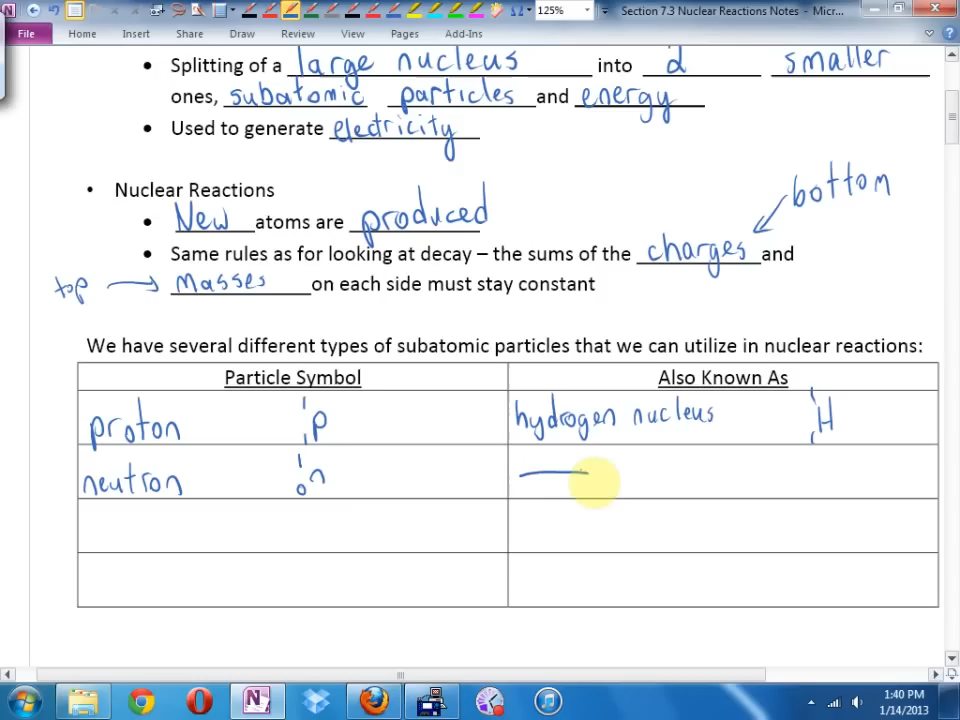 125%
Section 7.3 Nuclear Reactions Notes - Micr...
File Home Insert Share Draw Review View Pages Add-Ins
• Splitting of a large nucleus into 2 smaller
ones, subatomic particles and energy
• Used to generate electricity
• Nuclear Reactions
bottom
• New atoms are produced
• Same rules as for looking at decay – the sums of the charges and
top → masses on each side must stay constant
We have several different types of subatomic particles that we can utilize in nuclear reactions:
Particle Symbol Also Known As
proton ¹₁p hydrogen nucleus ¹₁H
neutron ¹₀n —
1:40 PM
1/14/2013